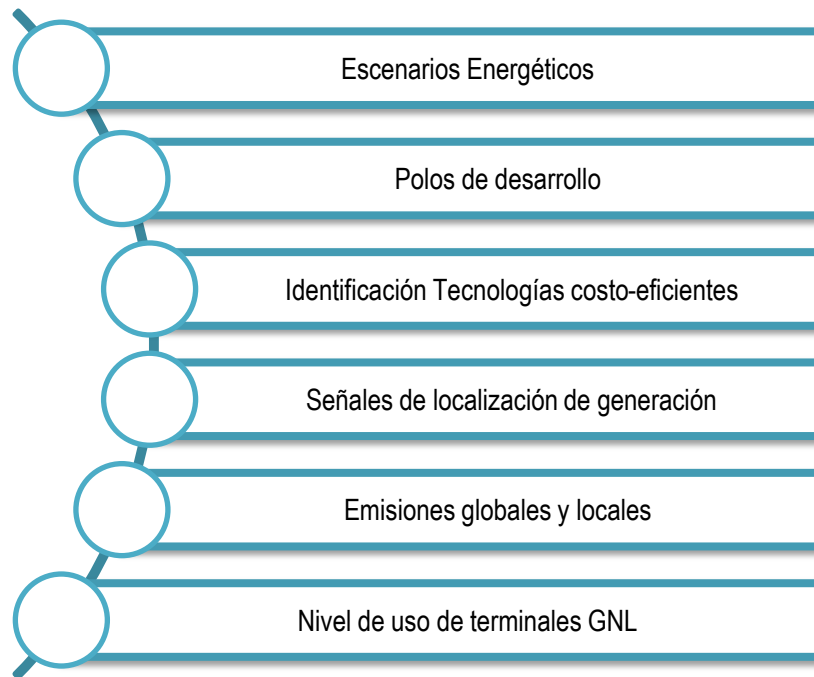 Escenarios Energéticos
Polos de desarrollo
Identificación Tecnologías costo-eficientes
Señales de localización de generación
Emisiones globales y locales
Nivel de uso de terminales GNL